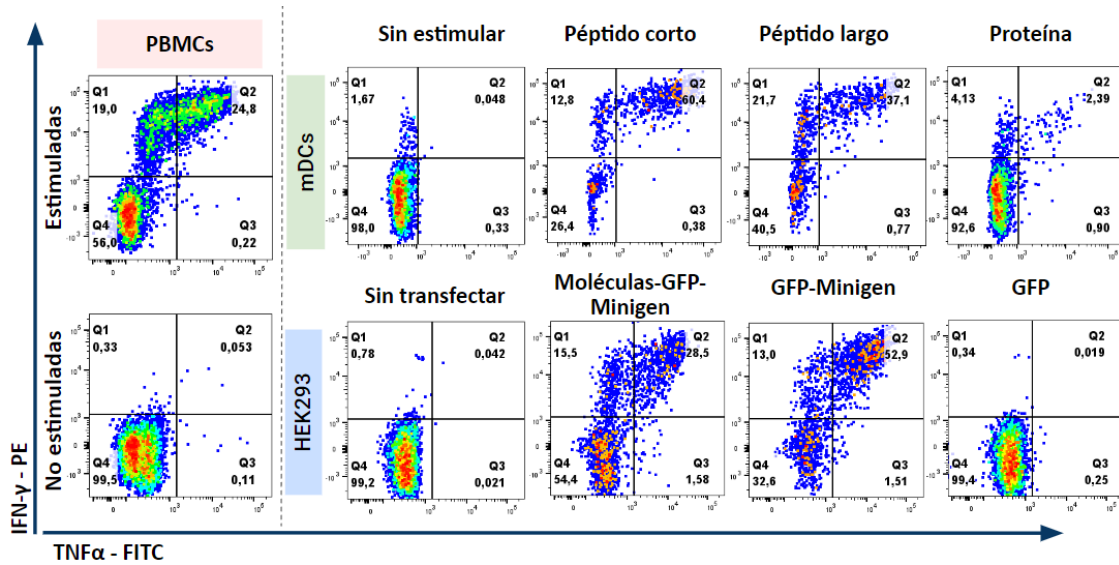 PBMCs
Sin estimular
Péptido corto
Péptido largo
Proteína
Estimuladas
mDCs
Q1
19,0
Q2
24,8
Q4
56,0
Q3
0,22
Q1
1,67
Q2
0,048
Q4
98,0
Q3
0,33
Q1
12,8
Q2
60,4
Q4
26,4
Q3
0,38
Q1
21,7
Q2
37,1
Q4
40,5
Q3
0,77
Q1
4,13
Q2
2,39
Q4
92,6
Q3
0,90
Sin transfectar
Moléculas-GFP-
Minigen
GFP-Minigen
GFP
No estimuladas
HEK293
Q1
0,33
Q2
0,053
Q4
99,5
Q3
0,11
Q1
0,78
Q2
0,042
Q4
99,2
Q3
0,021
Q1
15,5
Q2
28,5
Q4
54,4
Q3
1,58
Q1
13,0
Q2
52,9
Q4
32,6
Q3
1,51
Q1
0,34
Q2
0,019
Q4
99,4
Q3
0,25
IFN-γ - PE
TNFα - FITC